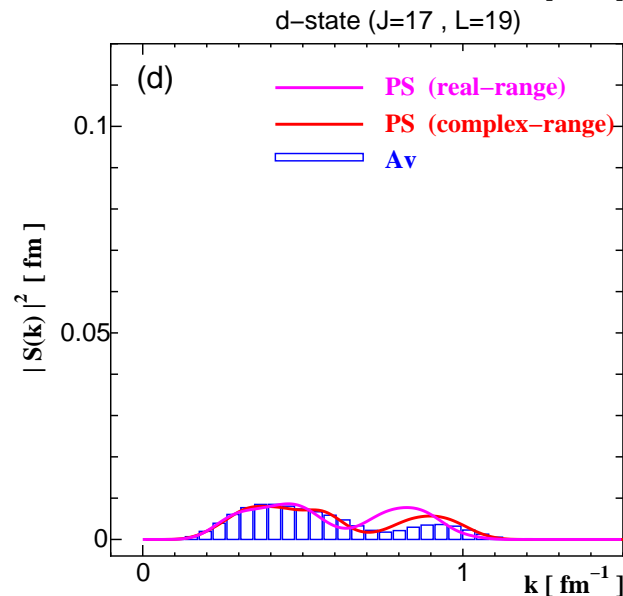 d−state (J=17 , L=19)
(d)
PS (real−range)
PS (complex−range)
Av
0.1
0.05
0
|S(k)|² [ fm]
0 1
k [ fm⁻¹]